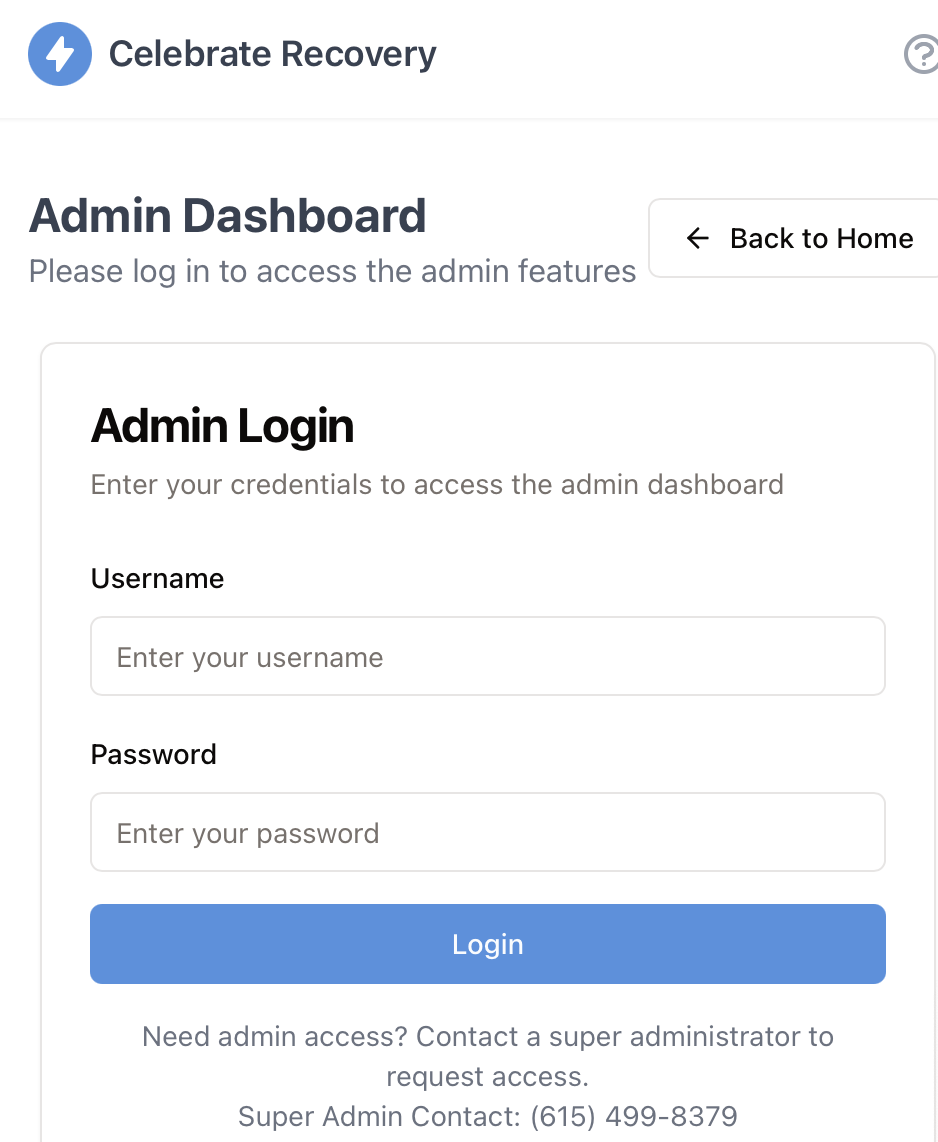 Celebrate Recovery
Admin Dashboard
Please log in to access the admin features
← Back to Home
Admin Login
Enter your credentials to access the admin dashboard
Username
Enter your username
Password
Enter your password
Login
Need admin access? Contact a super administrator to
request access.
Super Admin Contact: (615) 499-8379